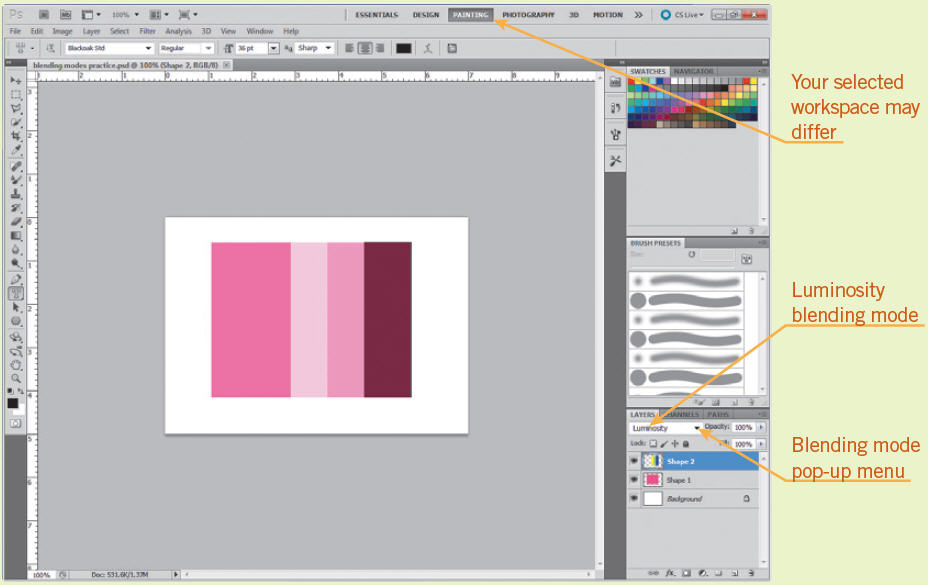 Ps 100% ESSENTIALS DESIGN PAINTING PHOTOGRAPHY 3D MOTION CS Live
File Edit Image Layer Select Filter Analysis 3D View Window Help
Blackoak Std Regular 36 pt Sharp
blending modes practice.psd @ 100% (Shape 2, RGB/8)
SWATCHES NAVIGATOR
Your selected
workspace may
differ
BRUSH PRESETS
Size:
Luminosity
blending mode
LAYERS CHANNELS PATHS
Luminosity Opacity: 100%
Lock: Fill: 100%
Blending mode
pop-up menu
Shape 2
Shape 1
Background
100% Doc: 531.6K/1.37M